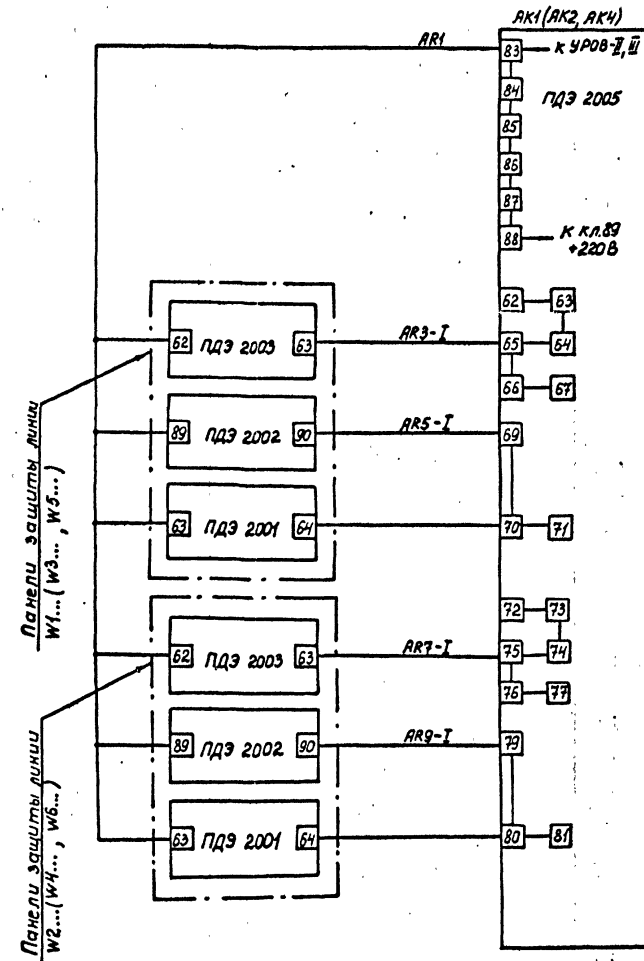 АК1 (АК2, АК4)
AR1
83
К УРОВ-II, III
84
ПДЭ 2005
85
86
87
88
К кл.89
+220В
62
63
62
ПДЭ 2003
63
AR3-I
65
64
66
67
89
ПДЭ 2002
90
AR5-I
69
63
ПДЭ 2001
64
70
71
Панели защиты линии
W1...(W3... , W5...)
72
73
62
ПДЭ 2003
63
AR7-I
75
74
76
77
89
ПДЭ 2002
90
AR9-I
79
63
ПДЭ 2001
64
80
81
Панели защиты линии
W2...(W4... , W6...)